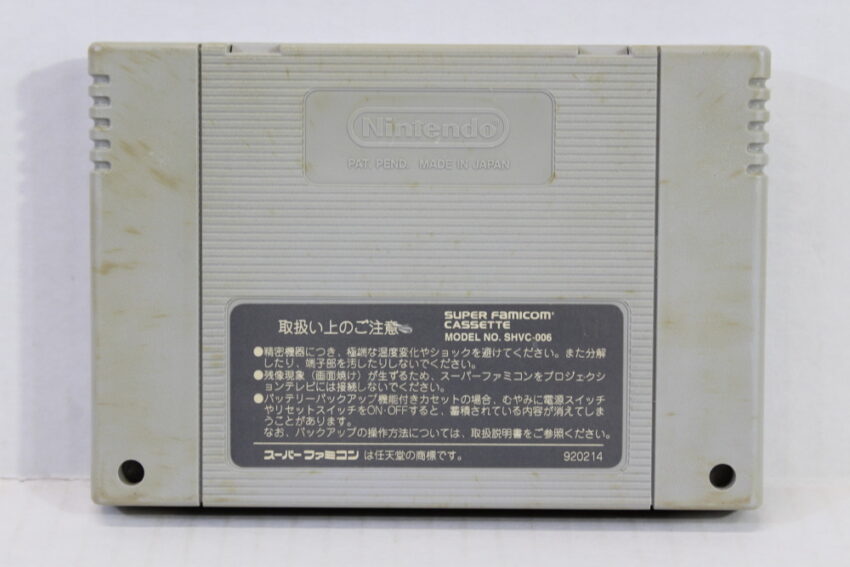 Nintendo
PAT. PEND. MADE IN JAPAN
取扱い上のご注意
SUPER FAMICOM
CASSETTE
MODEL NO. SHVC-006
●精密機器につき、極端な温度変化やショックを避けてください。また分解
したり、端子部を汚したりしないでください。
●残像現象（画面焼け）が生ずるため、スーパーファミコンをプロジェクシ
ョンテレビには接続しないでください。
●バッテリーバックアップ機能付きカセットの場合、むやみに電源スイッチ
やリセットスイッチをON·OFFすると、蓄積されている内容が消えてしま
うことがあります。
なお、バックアップの操作方法については、取扱説明書をご参照ください。
スーパーファミコンは任天堂の商標です。
920214